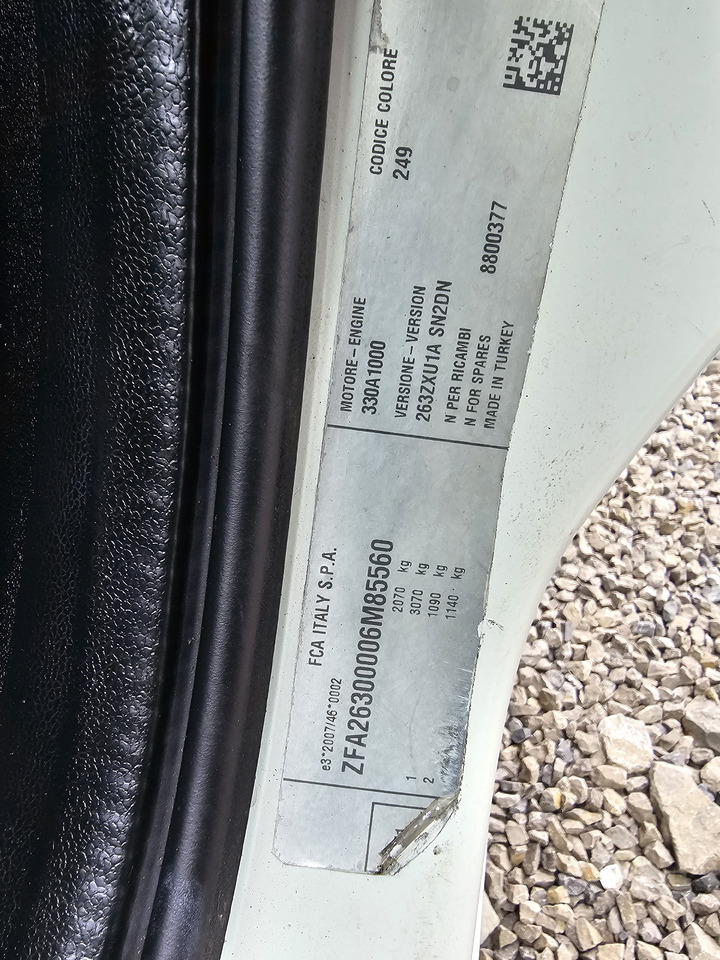 e3*2007/46*0002
FCA ITALY S.P.A.
ZFA26300006M85560
2070 kg
3070 kg
1 1090 kg
2 1140 kg
MOTORE - ENGINE
330A1000
CODICE COLORE
249
VERSIONE - VERSION
263ZXU1A SN2DN
N PER RICAMBI
N FOR SPARES
8800377
MADE IN TURKEY